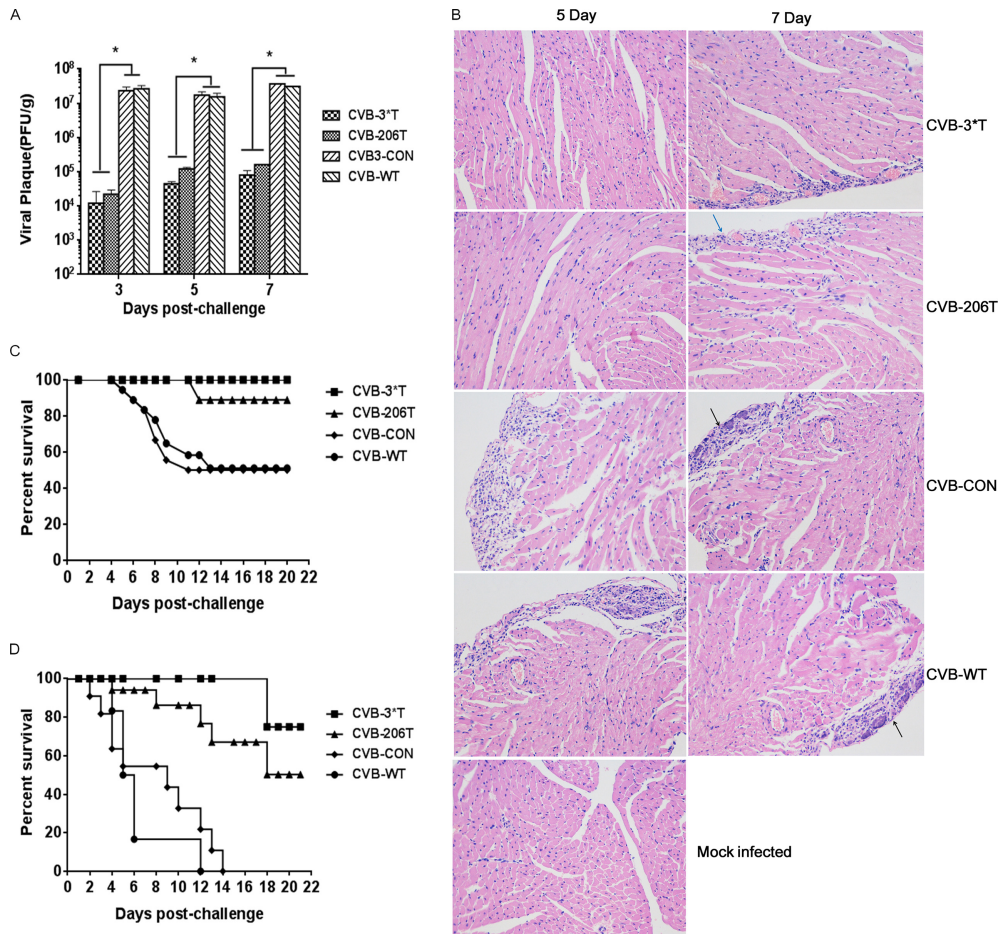 A
Viral Plaque(PFU/g)
10⁸
10⁷
10⁶
10⁵
10⁴
10³
10²
*
*
*
3
5
7
Days post-challenge
CVB-3*T
CVB-206T
CVB3-CON
CVB-WT
B
5 Day
7 Day
CVB-3*T
CVB-206T
CVB-CON
CVB-WT
Mock infected
C
Percent survival
100
80
60
40
20
0
0 2 4 6 8 10 12 14 16 18 20 22
Days post-challenge
CVB-3*T
CVB-206T
CVB-CON
CVB-WT
D
Percent survival
100
80
60
40
20
0
0 2 4 6 8 10 12 14 16 18 20 22
Days post-challenge
CVB-3*T
CVB-206T
CVB-CON
CVB-WT